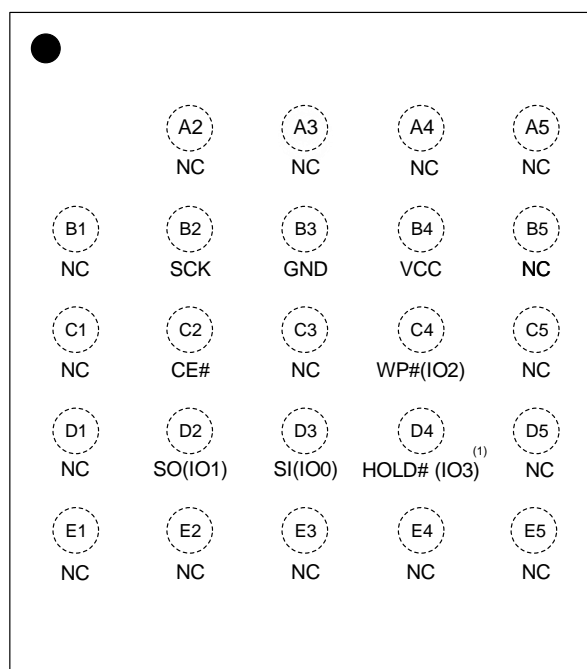 A2 A3 A4 A5
NC NC NC NC
B1 B2 B3 B4 B5
NC SCK GND VCC NC
C1 C2 C3 C4 C5
NC CE# NC WP#(IO2) NC
D1 D2 D3 D4 D5
NC SO(IO1) SI(IO0) HOLD# (IO3) (1) NC
E1 E2 E3 E4 E5
NC NC NC NC NC